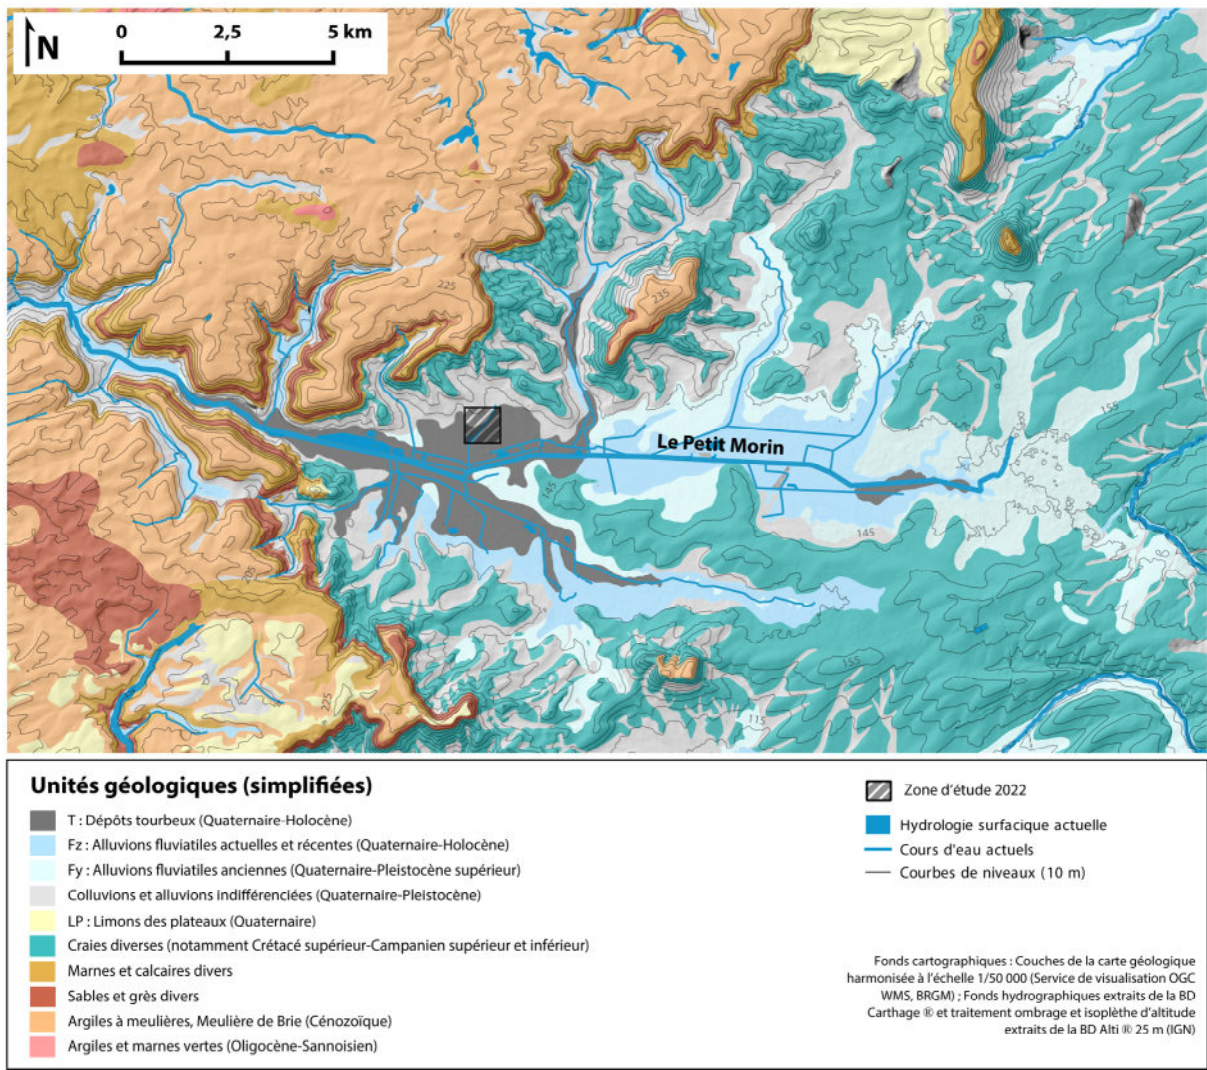 N
0 2,5 5 km
115
225
235
155
Le Petit Morin
145
145
205
155
225
115
Unités géologiques (simplifiées)
T : Dépôts tourbeux (Quaternaire-Holocène)
Fz : Alluvions fluviatiles actuelles et récentes (Quaternaire-Holocène)
Fy : Alluvions fluviatiles anciennes (Quaternaire-Pleistocène supérieur)
Colluvions et alluvions indifférenciées (Quaternaire-Pleistocène)
LP : Limons des plateaux (Quaternaire)
Craies diverses (notamment Crétacé supérieur-Campanien supérieur et inférieur)
Marnes et calcaires divers
Sables et grès divers
Argiles à meulières, Meulière de Brie (Cénozoïque)
Argiles et marnes vertes (Oligocène-Sannoisien)
Zone d'étude 2022
Hydrologie surfacique actuelle
Cours d'eau actuels
Courbes de niveaux (10 m)
Fonds cartographiques : Couches de la carte géologique
harmonisée à l'échelle 1/50 000 (Service de visualisation OGC
WMS, BRGM) ; Fonds hydrographiques extraits de la BD
Carthage ® et traitement ombrage et isoplèthe d'altitude
extraits de la BD Alti ® 25 m (IGN)